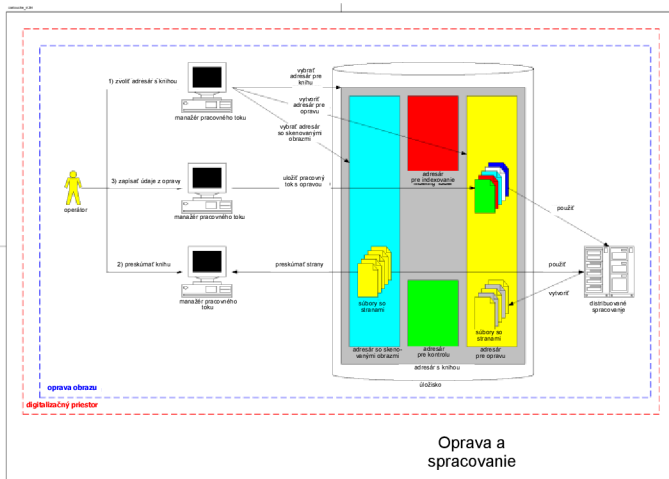 1) zvoliť adresár s knihou
manažér pracovného toku
vybrať
adresár pre
knihu
vytvoriť
adresár pre
opravu
vybrať adresár
so skenovanými
obrazmi
3) zapísať údaje z opravy
operátor
manažér pracovného toku
uložiť pracovný
tok s opravou
adresár
pre indexovanie
použiť
2) preskúmať knihu
manažér pracovného
toku
preskúmať strany
použiť
vytvoriť
distribuované
spracovanie
súbory so
stranami
súbory so
stranami
adresár so skeno-
vanými obrazmi
adresár
pre kontrolu
adresár
pre opravu
adresár s knihou
úložisko
oprava obrazu
digitalizačný priestor
Oprava a
spracovanie